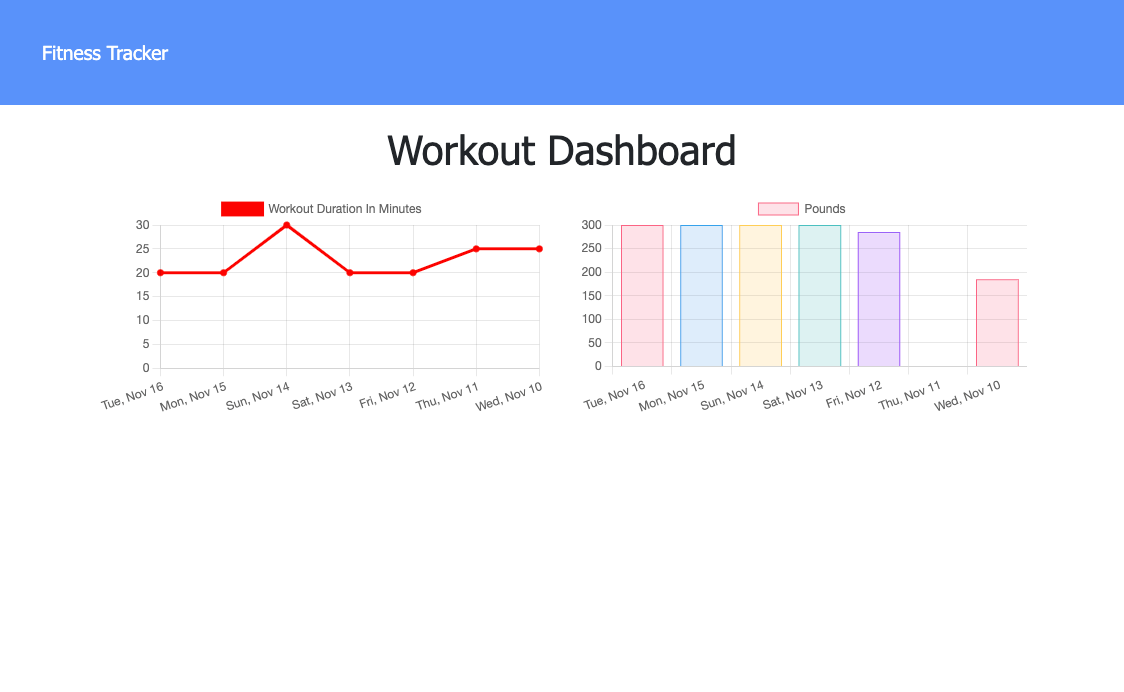 Fitness Tracker
Workout Dashboard
Workout Duration In Minutes
30
25
20
15
10
5
0
Tue, Nov 16
Mon, Nov 15
Sun, Nov 14
Sat, Nov 13
Fri, Nov 12
Thu, Nov 11
Wed, Nov 10
Pounds
300
250
200
150
100
50
0
Tue, Nov 16
Mon, Nov 15
Sun, Nov 14
Sat, Nov 13
Fri, Nov 12
Thu, Nov 11
Wed, Nov 10